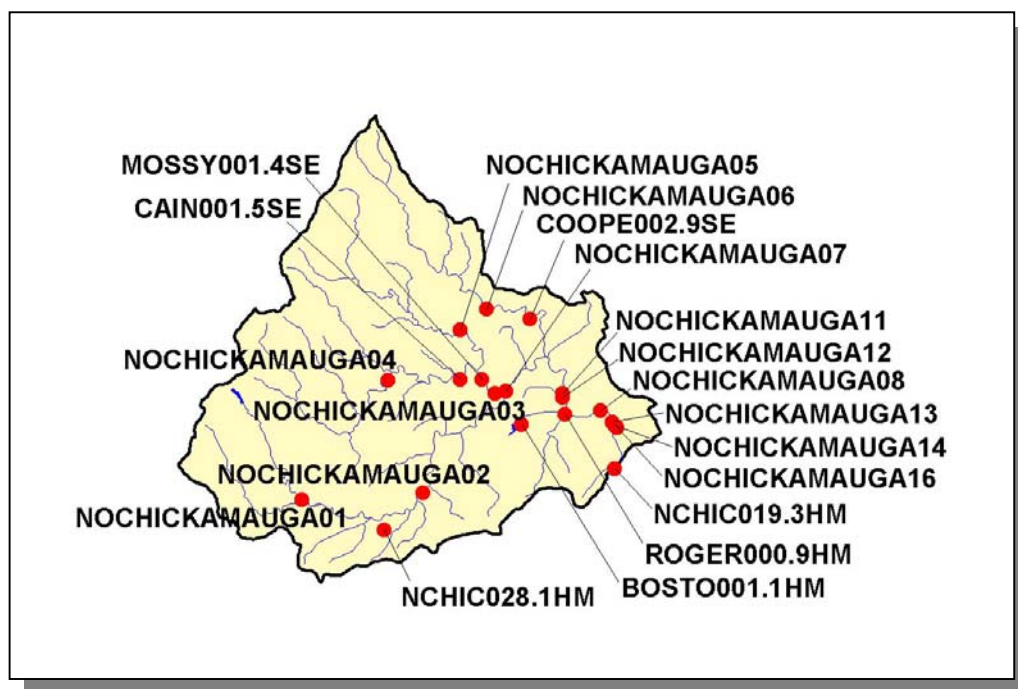 MOSSY001.4SE
NOCHICKAMAUGA05
NOCHICKAMAUGA06
CAIN001.5SE
COOPE002.9SE
NOCHICKAMAUGA07
NOCHICKAMAUGA11
NOCHICKAMAUGA12
NOCHICKAMAUGA04
NOCHICKAMAUGA08
NOCHICKAMAUGA03
NOCHICKAMAUGA13
NOCHICKAMAUGA14
NOCHICKAMAUGA02
NOCHICKAMAUGA16
NOCHICKAMAUGA01
NCHIC019.3HM
ROGER000.9HM
BOSTO001.1HM
NCHIC028.1HM